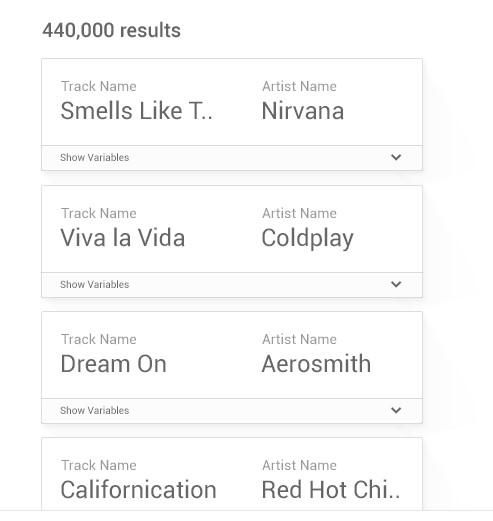 440,000 results
Track Name Artist Name
Smells Like T.. Nirvana
Show Variables
Track Name Artist Name
Viva la Vida Coldplay
Show Variables
Track Name Artist Name
Dream On Aerosmith
Show Variables
Track Name Artist Name
Californication Red Hot Chi..